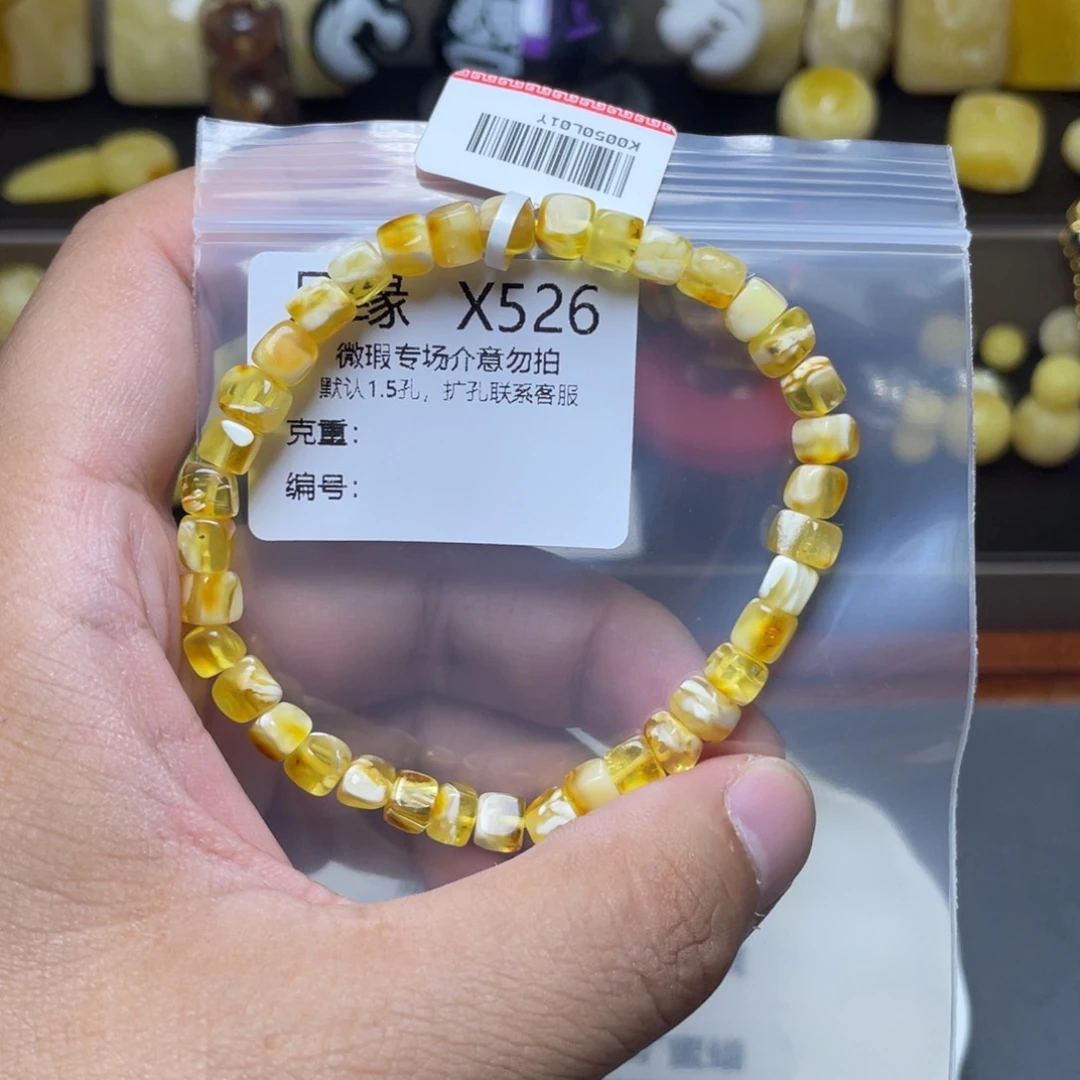 K0050L01Y
缘 X526
微瑕专场介意勿拍
默认1.5孔，扩孔联系客服
克重：
编号：